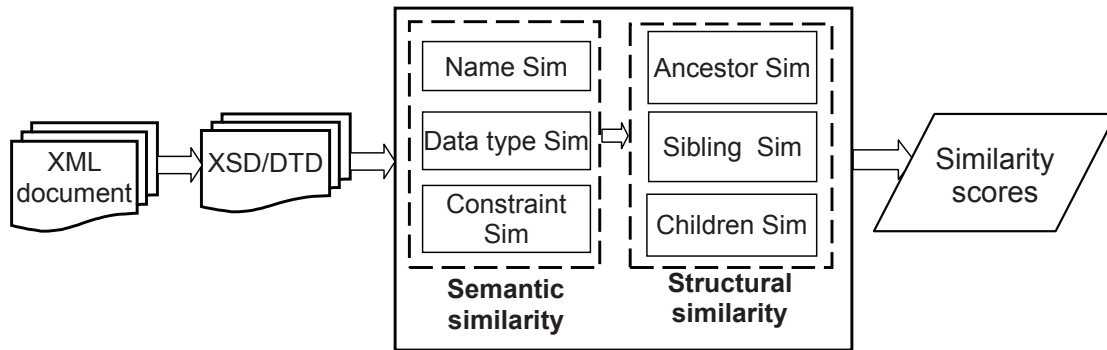 XML
document
XSD/DTD
Name Sim
Data type Sim
Constraint
Sim
Semantic
similarity
Ancestor Sim
Sibling Sim
Children Sim
Structural
similarity
Similarity
scores